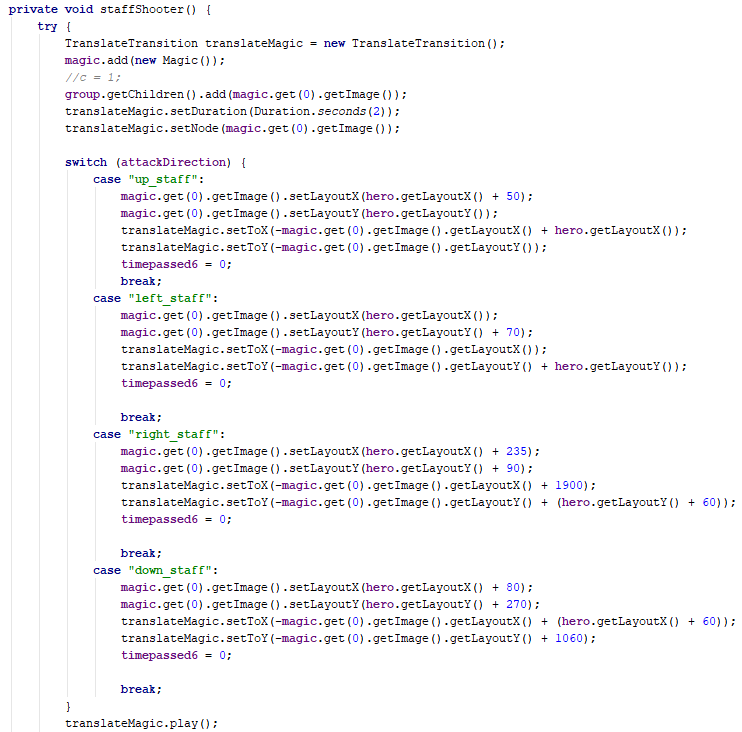 private void staffShooter() {
    try {
        TranslateTransition translateMagic = new TranslateTransition();
        magic.add(new Magic());
        //c = 1;
        group.getChildren().add(magic.get(0).getImage());
        translateMagic.setDuration(Duration.seconds(2));
        translateMagic.setNode(magic.get(0).getImage());

        switch (attackDirection) {
            case "up_staff":
                magic.get(0).getImage().setLayoutX(hero.getLayoutX() + 50);
                magic.get(0).getImage().setLayoutY(hero.getLayoutY());
                translateMagic.setToX(-magic.get(0).getImage().getLayoutX() + hero.getLayoutX());
                translateMagic.setToY(-magic.get(0).getImage().getLayoutY());
                timepassed6 = 0;
                break;
            case "left_staff":
                magic.get(0).getImage().setLayoutX(hero.getLayoutX());
                magic.get(0).getImage().setLayoutY(hero.getLayoutY() + 70);
                translateMagic.setToX(-magic.get(0).getImage().getLayoutX());
                translateMagic.setToY(-magic.get(0).getImage().getLayoutY() + hero.getLayoutY());
                timepassed6 = 0;

                break;
            case "right_staff":
                magic.get(0).getImage().setLayoutX(hero.getLayoutX() + 235);
                magic.get(0).getImage().setLayoutY(hero.getLayoutY() + 90);
                translateMagic.setToX(-magic.get(0).getImage().getLayoutX() + 1900);
                translateMagic.setToY(-magic.get(0).getImage().getLayoutY() + (hero.getLayoutY() + 60));
                timepassed6 = 0;

                break;
            case "down_staff":
                magic.get(0).getImage().setLayoutX(hero.getLayoutX() + 80);
                magic.get(0).getImage().setLayoutY(hero.getLayoutY() + 270);
                translateMagic.setToX(-magic.get(0).getImage().getLayoutX() + (hero.getLayoutX() + 60));
                translateMagic.setToY(-magic.get(0).getImage().getLayoutY() + 1060);
                timepassed6 = 0;

                break;
        }
        translateMagic.play();